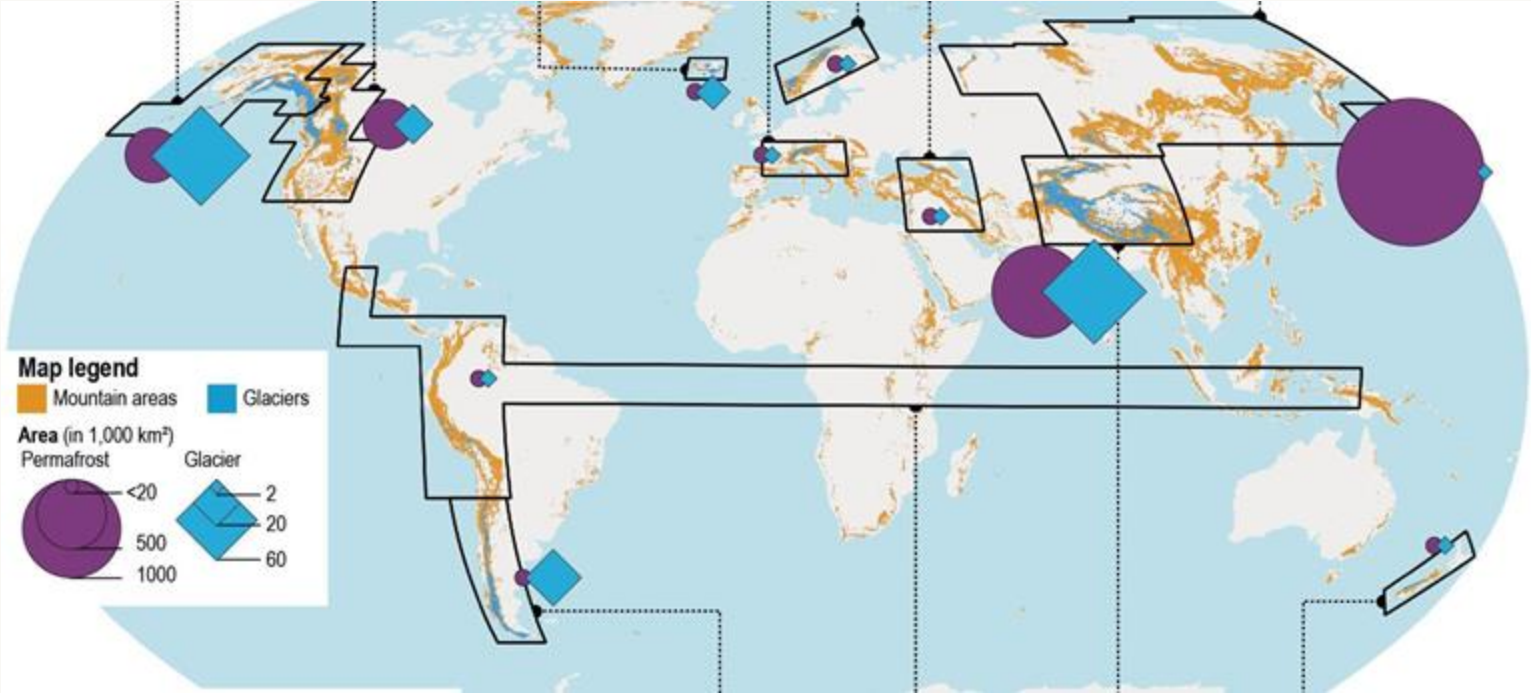 Map legend
Mountain areas Glaciers
Area (in 1,000 km²)
Permafrost Glacier
<20 2
20
500
60
1000